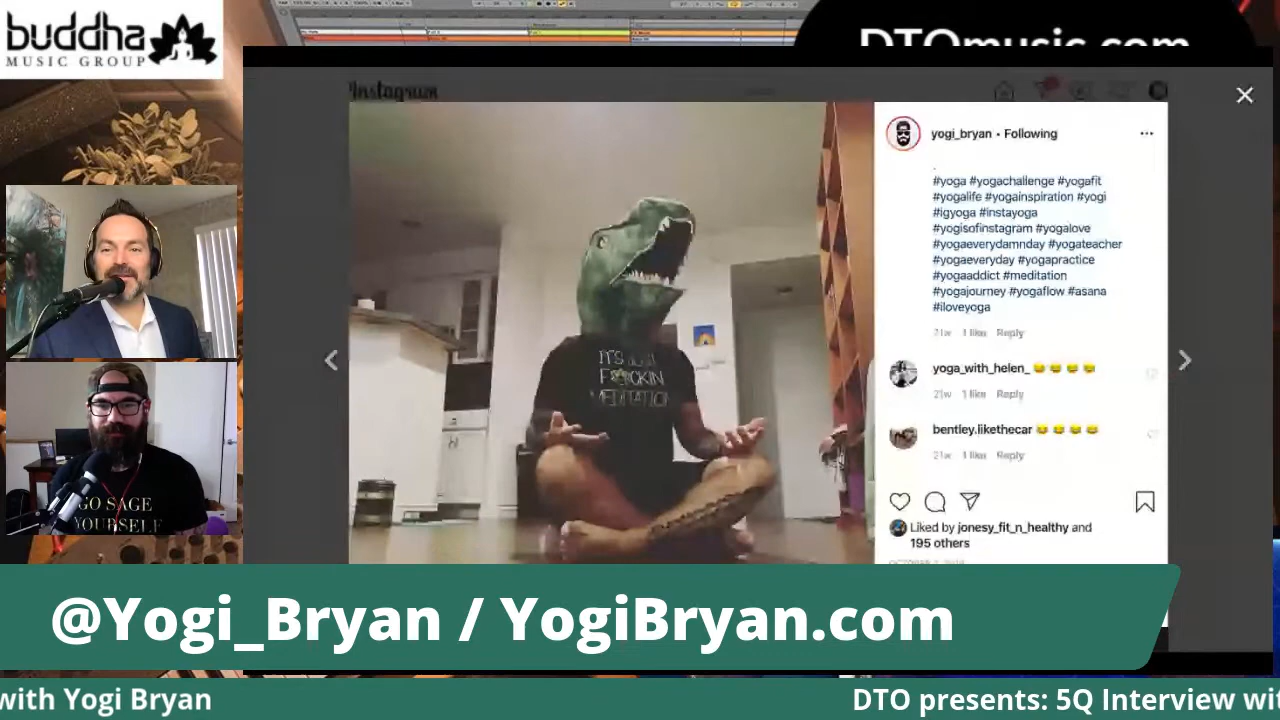 buddha
MUSIC GROUP
DTOmusic.com
Instagram
yogi_bryan • Following
#yoga #yogachallenge #yogafit
#yogalife #yogainspiration #yogi
#igyoga #instayoga
#yogisofinstagram #yogalove
#yogaeverydamnday #yogateacher
#yogaeveryday #yogapractice
#yogaaddict #meditation
#yogajourney #yogaflow #asana
#iloveyoga
21w 1 like Reply
yoga_with_helen_ 😂😂😂😂
21w 1 like Reply
bentley.likethecar 😂😂😂😂
21w 1 like Reply
Liked by jonesy_fit_n_healthy and
195 others
IT'S
MEDITATION
GO SAGE
YOURSELF
@Yogi_Bryan / YogiBryan.com
with Yogi Bryan
DTO presents: 5Q Interview wit